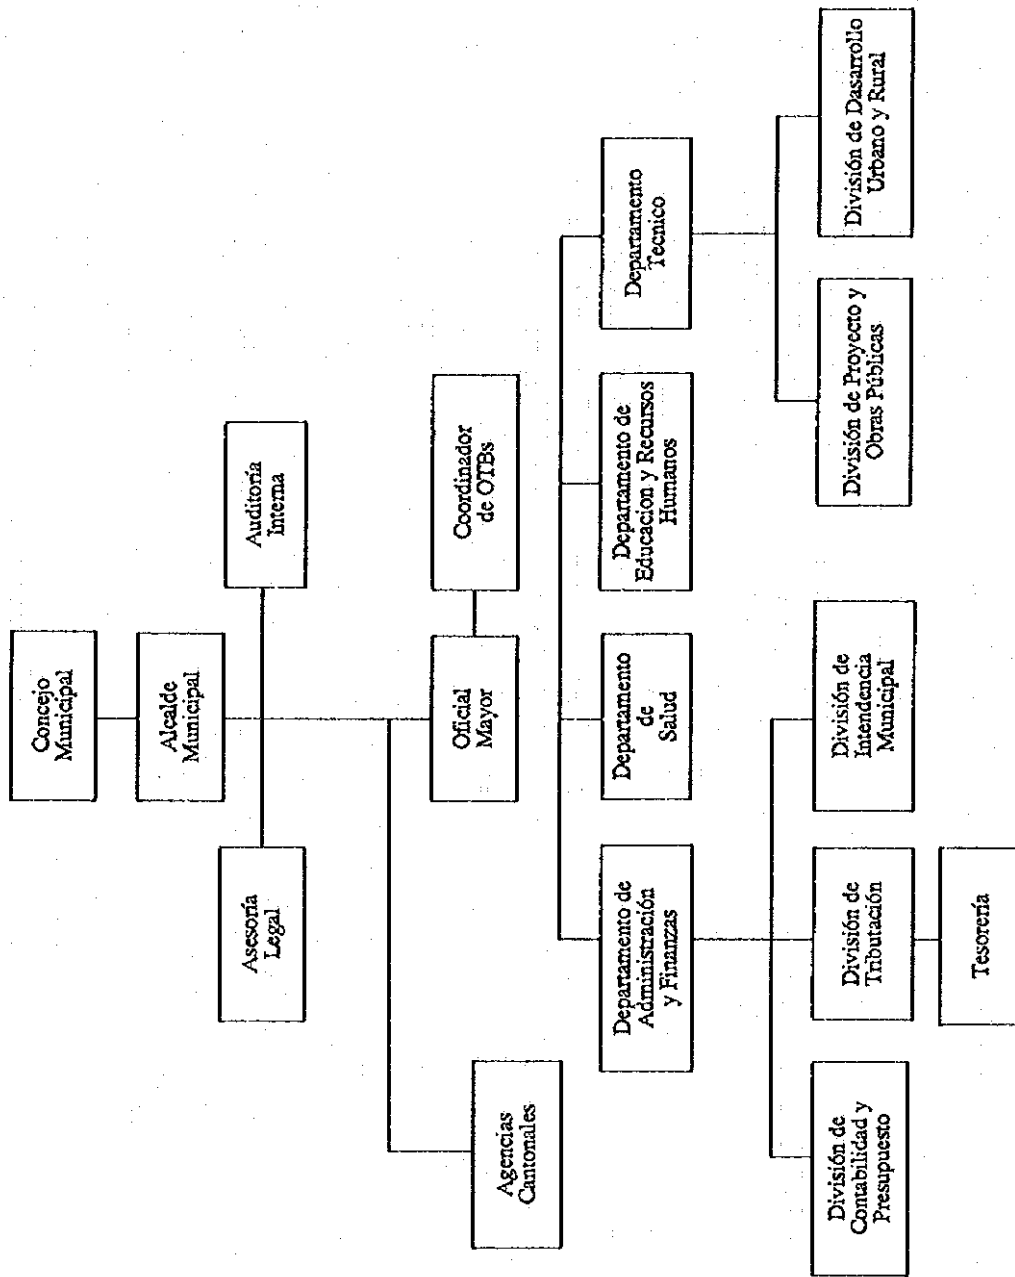 Concejo
Municipal
Alcalde
Municipal
Asesoría
Legal
Auditoría
Interna
Agencias
Cantonales
Oficial
Mayor
Coordinador
de OTBs
Departamento de
Administración
y Finanzas
Departamento
de
Salud
Departamento de
Educacion y Recursos
Humanos
Departamento
Tecnico
División de
Contabilidad y
Presupuesto
División de
Tributación
División de
Intendencia
Municipal
División de Proyecto y
Obras Públicas
División de Dasarrollo
Urbano y Rural
Tesorería